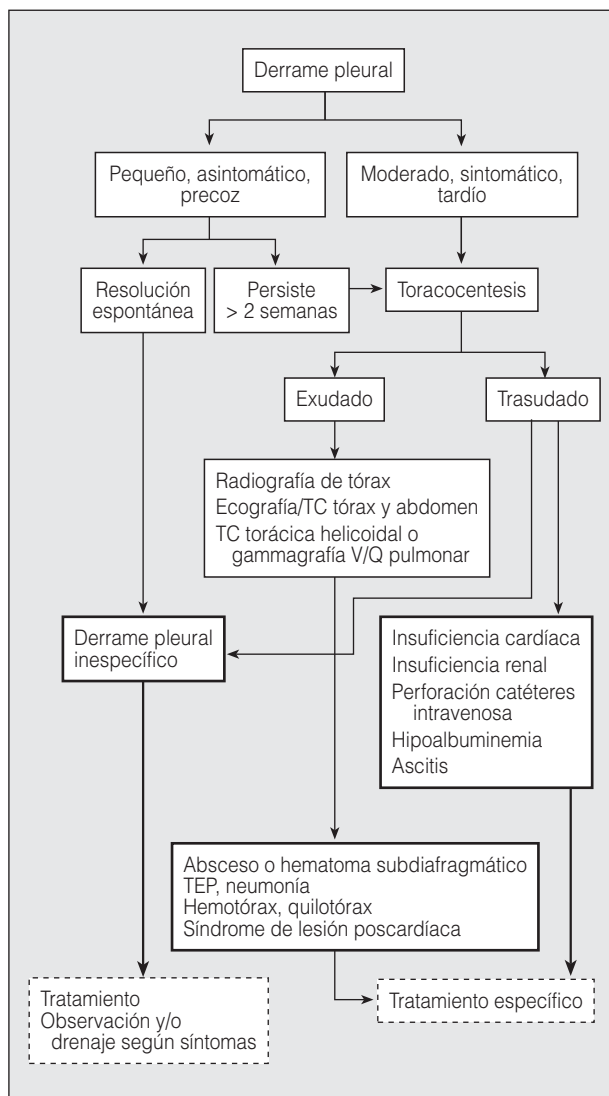 Derrame pleural
Pequeño, asintomático,
precoz
Moderado, sintomático,
tardío
Resolución
espontánea
Persiste
> 2 semanas
Toracocentesis
Exudado
Trasudado
Radiografía de tórax
Ecografía/TC tórax y abdomen
TC torácica helicoidal o
gammagrafía V/Q pulmonar
Derrame pleural
inespecífico
Insuficiencia cardíaca
Insuficiencia renal
Perforación catéteres
intravenosa
Hipoalbuminemia
Ascitis
Absceso o hematoma subdiafragmático
TEP, neumonía
Hemotórax, quilotórax
Síndrome de lesión poscardíaca
Tratamiento
Observación y/o
drenaje según síntomas
Tratamiento específico